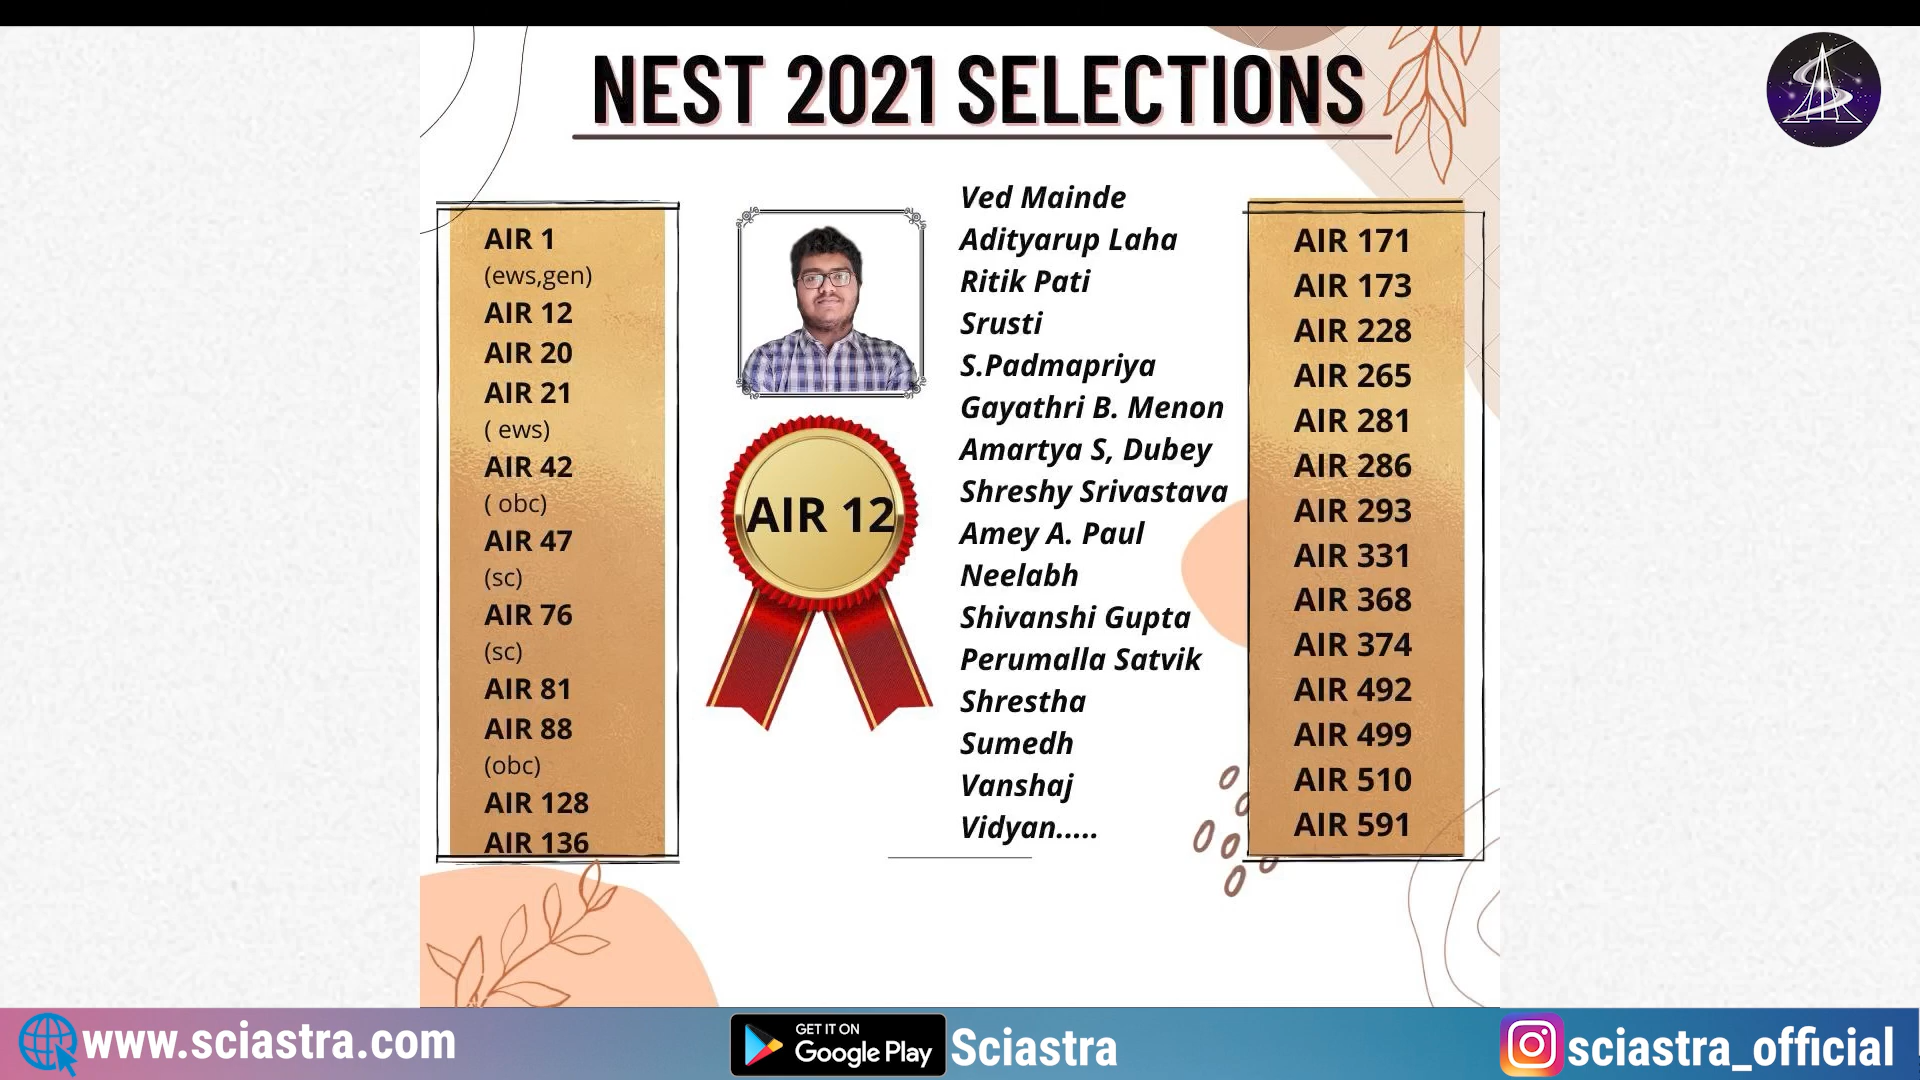 NEST 2021 SELECTIONS
AIR 1
(ews,gen)
AIR 12
AIR 20
AIR 21
( ews)
AIR 42
( obc)
AIR 47
(sc)
AIR 76
(sc)
AIR 81
AIR 88
(obc)
AIR 128
AIR 136
AIR 12
Ved Mainde
Adityarup Laha
Ritik Pati
Srusti
S.Padmapriya
Gayathri B. Menon
Amartya S, Dubey
Shreshy Srivastava
Amey A. Paul
Neelabh
Shivanshi Gupta
Perumalla Satvik
Shrestha
Sumedh
Vanshaj
Vidyan.....
AIR 171
AIR 173
AIR 228
AIR 265
AIR 281
AIR 286
AIR 293
AIR 331
AIR 368
AIR 374
AIR 492
AIR 499
AIR 510
AIR 591
www.sciastra.com
GET IT ON
Google Play
Sciastra
sciastra_official